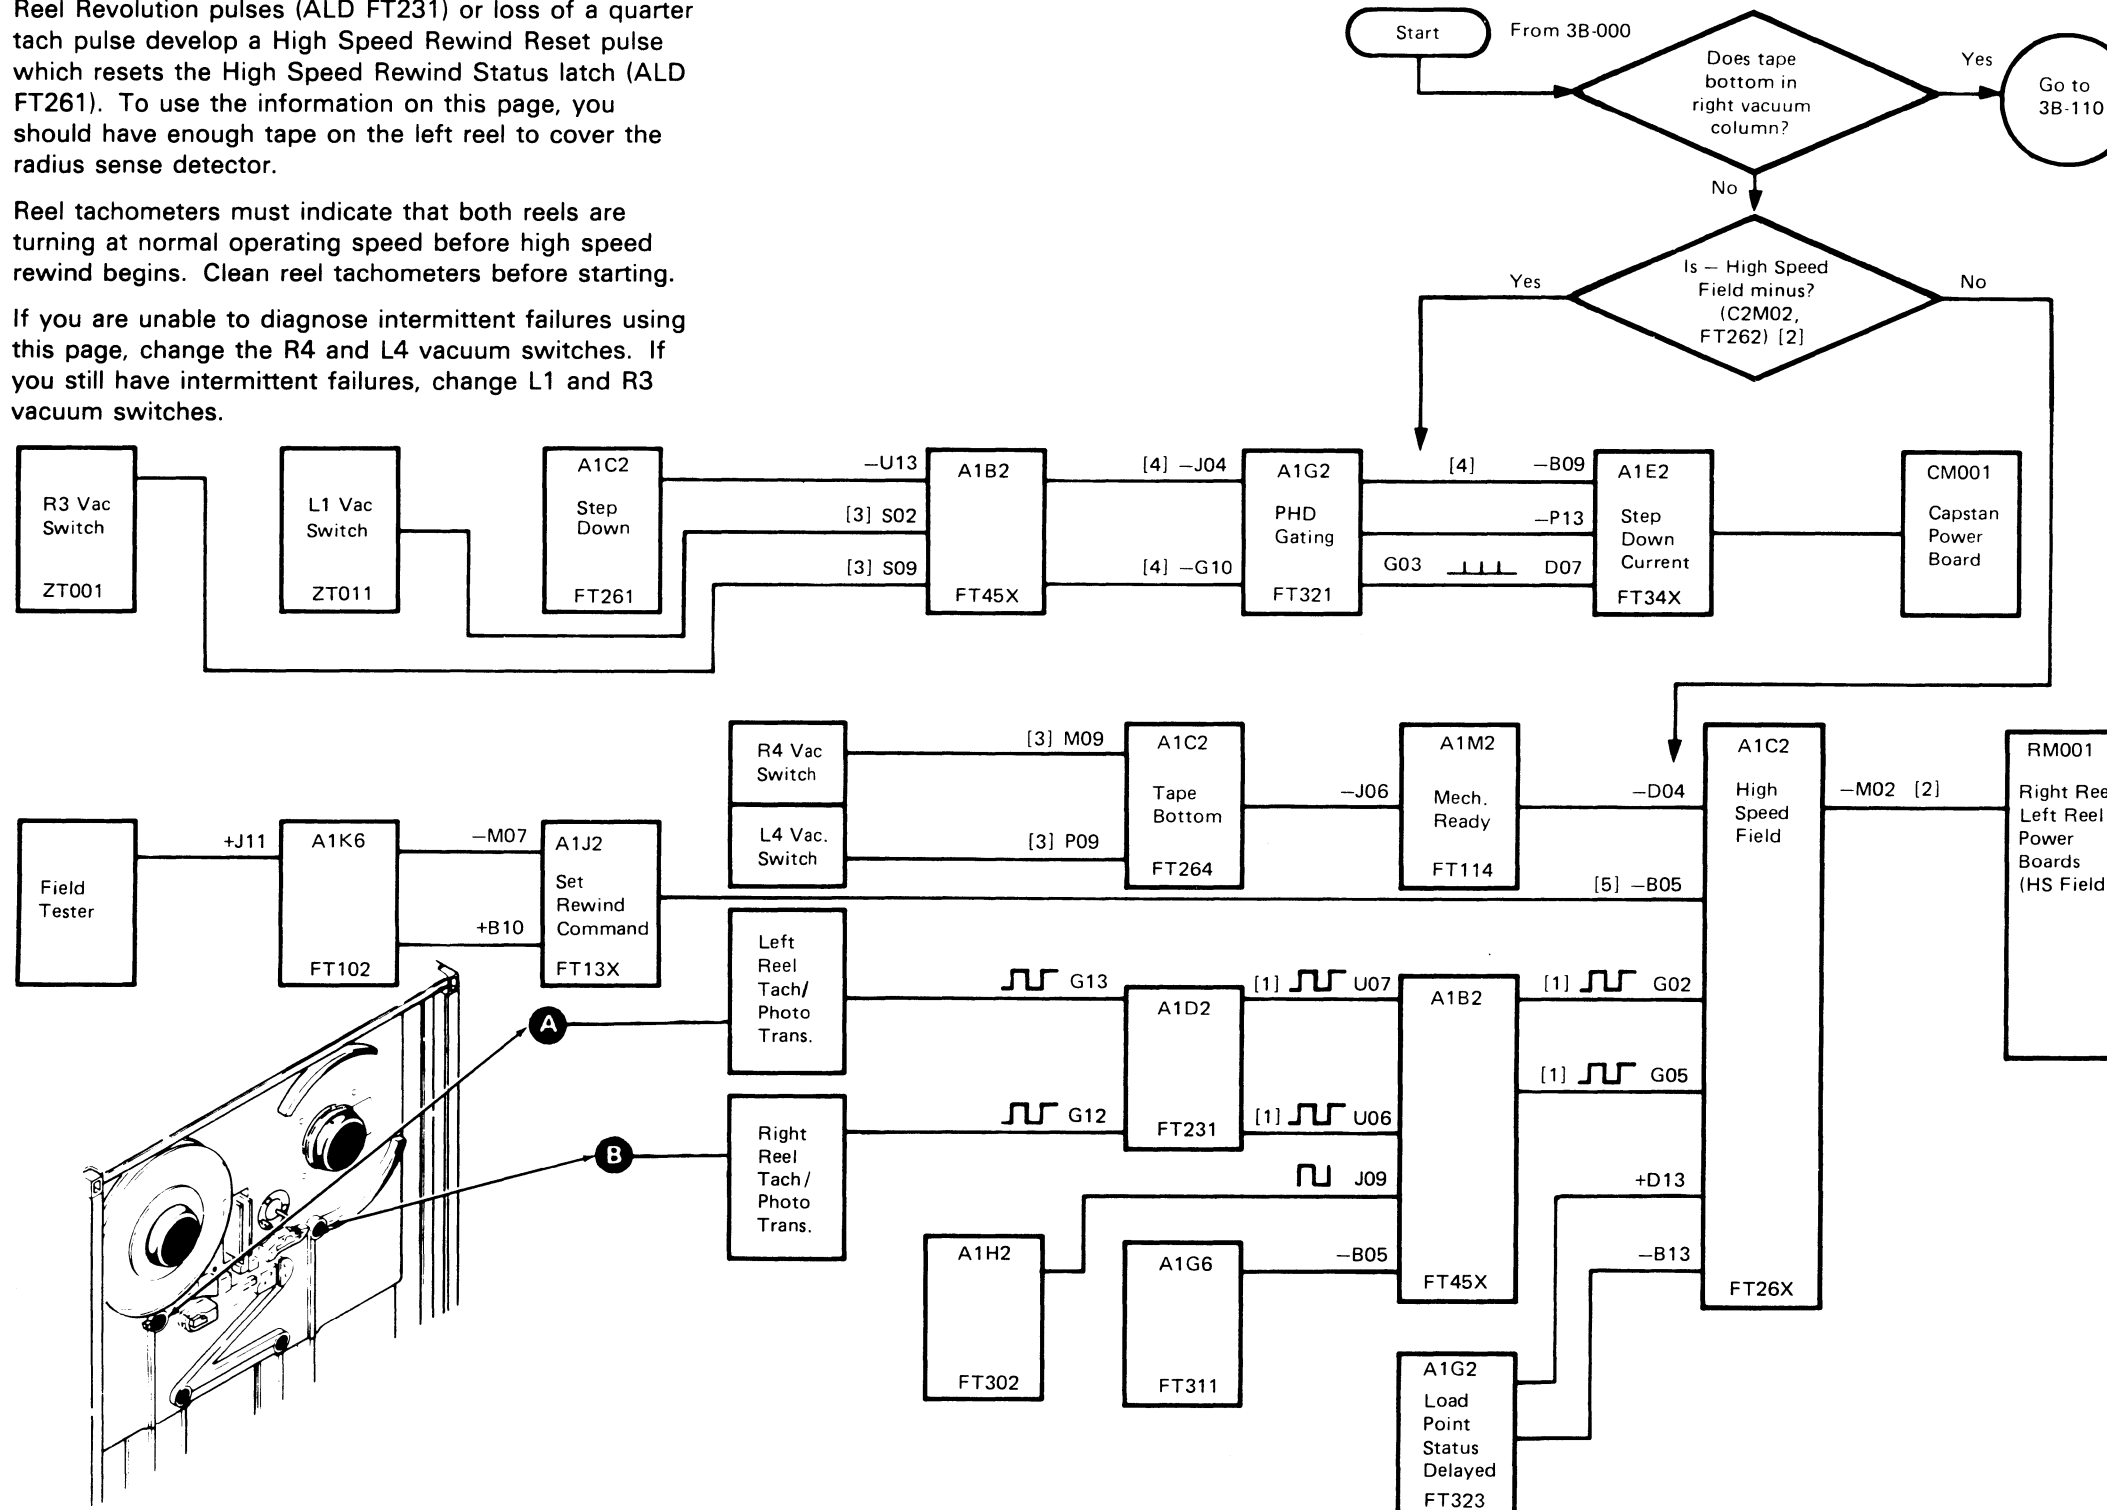 Reel Revolution pulses (ALD FT231) or loss of a quarter
tach pulse develop a High Speed Rewind Reset pulse
which resets the High Speed Rewind Status latch (ALD
FT261). To use the information on this page, you
should have enough tape on the left reel to cover the
radius sense detector.
Reel tachometers must indicate that both reels are
turning at normal operating speed before high speed
rewind begins. Clean reel tachometers before starting.
If you are unable to diagnose intermittent failures using
this page, change the R4 and L4 vacuum switches. If
you still have intermittent failures, change L1 and R3
vacuum switches.
Start
From 3B-000
Does tape
bottom in
right vacuum
column?
Yes
Go to
3B-110
No
Is — High Speed
Field minus?
(C2M02,
FT262) [2]
Yes
No
R3 Vac
Switch
ZT001
L1 Vac
Switch
ZT011
A1C2
Step
Down
FT261
—U13
[3] S02
[3] S09
A1B2
FT45X
[4] —J04
[4] —G10
A1G2
PHD
Gating
FT321
[4] —B09
—P13
G03 D07
A1E2
Step
Down
Current
FT34X
CM001
Capstan
Power
Board
R4 Vac
Switch
L4 Vac.
Switch
[3] M09
[3] P09
A1C2
Tape
Bottom
FT264
—J06
A1M2
Mech.
Ready
FT114
—D04
[5] —B05
A1C2
High
Speed
Field
FT26X
—M02 [2]
RM001
Right Ree
Left Reel
Power
Boards
(HS Field
Field
Tester
+J11
A1K6
FT102
—M07
+B10
A1J2
Set
Rewind
Command
FT13X
A
Left
Reel
Tach/
Photo
Trans.
G13
B
Right
Reel
Tach/
Photo
Trans.
G12
A1D2
FT231
[1] U07
[1] U06
J09
—B05
A1B2
FT45X
[1] G02
[1] G05
+D13
—B13
A1H2
FT302
A1G6
FT311
A1G2
Load
Point
Status
Delayed
FT323